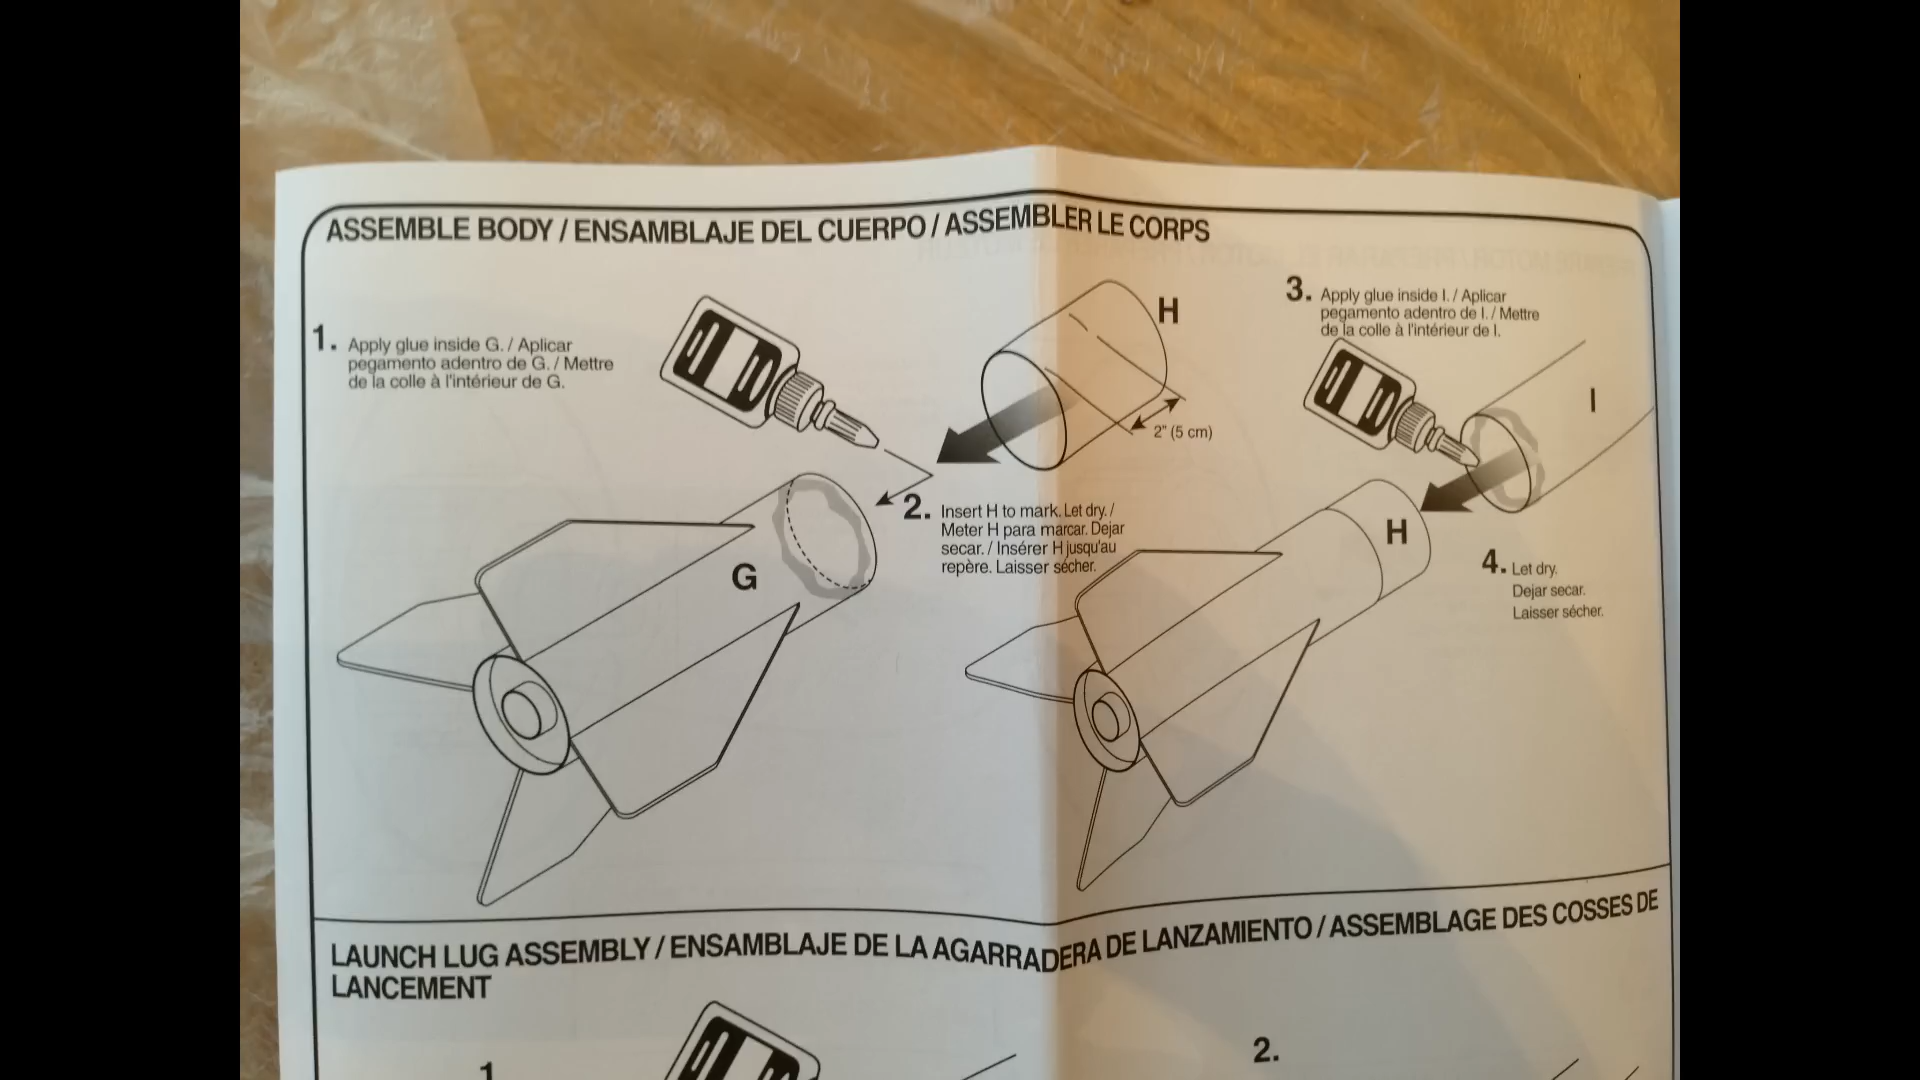 ASSEMBLE BODY / ENSAMBLAJE DEL CUERPO / ASSEMBLER LE CORPS
1. Apply glue inside G. / Aplicar
pegamento adentro de G. / Mettre
de la colle à l'intérieur de G.
H
2" (5 cm)
G
2. Insert H to mark. Let dry. /
Meter H para marcar. Dejar
secar. / Insérer H jusqu'au
repère. Laisser sécher.
3. Apply glue inside I. / Aplicar
pegamento adentro de I. / Mettre
de la colle à l'intérieur de I.
I
H
4. Let dry.
Dejar secar.
Laisser sécher.
LAUNCH LUG ASSEMBLY / ENSAMBLAJE DE LA AGARRADERA DE LANZAMIENTO / ASSEMBLAGE DES COSSES DE
LANCEMENT
1
2.